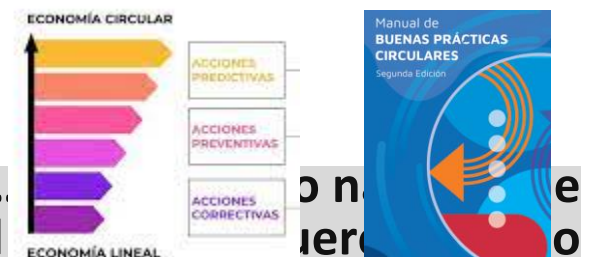 ECONOMÍA CIRCULAR
ACCIONES
PREDICTIVAS
ACCIONES
PREVENTIVAS
ACCIONES
CORRECTIVAS
ECONOMÍA LINEAL
Manual de
BUENAS PRÁCTICAS
CIRCULARES
Segunda Edición